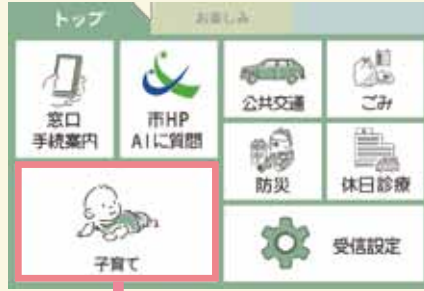 トップ
お楽しみ
窓口
手続案内
市HP
AIに質問
公共交通
ごみ
防災
休日診療
子育て
受信設定